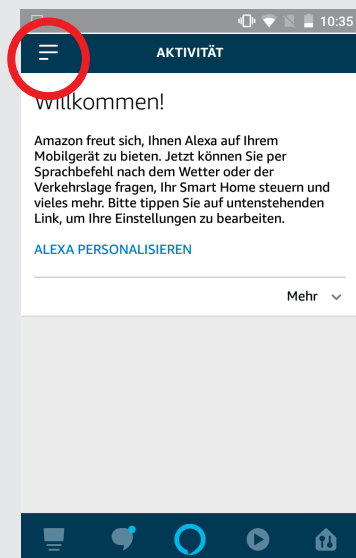 10:35
AKTIVITÄT
Willkommen!
Amazon freut sich, Ihnen Alexa auf Ihrem
Mobilgerät zu bieten. Jetzt können Sie per
Sprachbefehl nach dem Wetter oder der
Verkehrslage fragen, Ihr Smart Home steuern und
vieles mehr. Bitte tippen Sie auf untenstehenden
Link, um Ihre Einstellungen zu bearbeiten.
ALEXA PERSONALISIEREN
Mehr